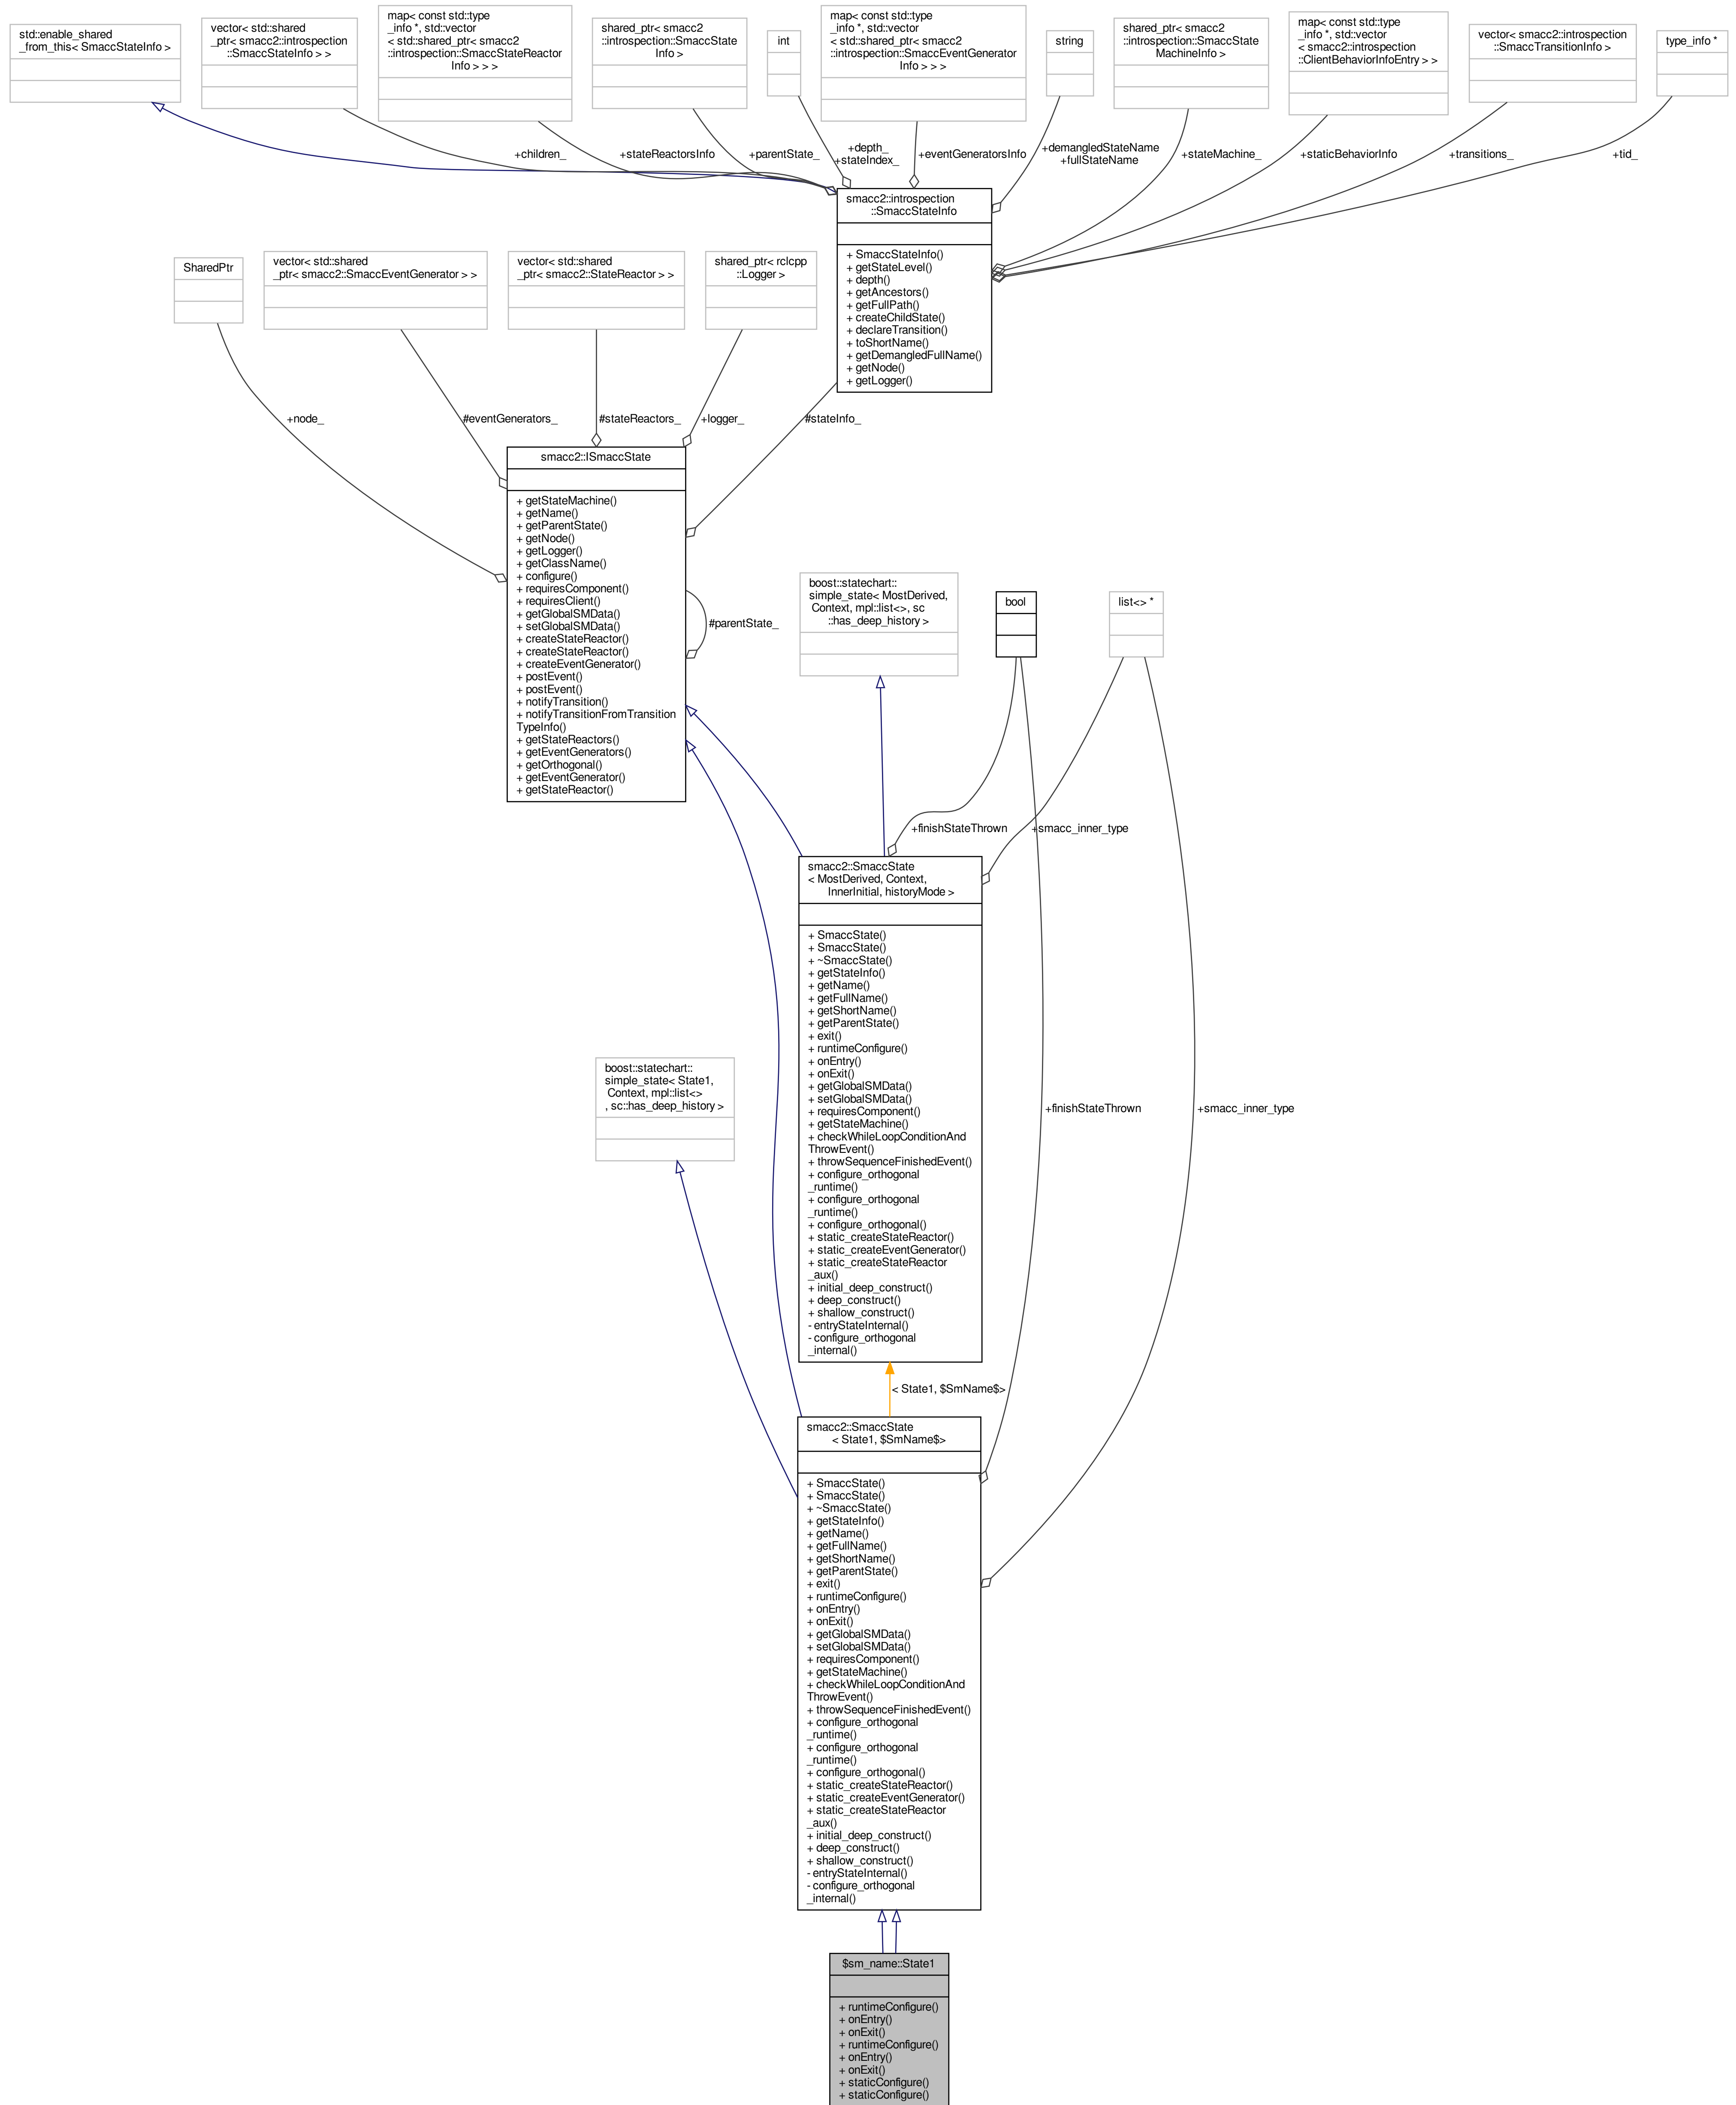 std::enable_shared
_from_this< SmaccStateInfo >
vector< std::shared
_ptr< smacc2::introspection
::SmaccStateInfo > >
map< const std::type
_info *, std::vector
< std::shared_ptr< smacc2
::introspection::SmaccStateReactor
Info > > >
shared_ptr< smacc2
::introspection::SmaccState
Info >
int
map< const std::type
_info *, std::vector
< std::shared_ptr< smacc2
::introspection::SmaccEventGenerator
Info > > >
string
shared_ptr< smacc2
::introspection::SmaccState
MachineInfo >
map< const std::type
_info *, std::vector
< smacc2::introspection
::ClientBehaviorInfoEntry > >
vector< smacc2::introspection
::SmaccTransitionInfo >
type_info *
+children_
+stateReactorsInfo
+parentState_
+depth_
+stateIndex_
+eventGeneratorsInfo
+demangledStateName
+fullStateName
+stateMachine_
+staticBehaviorInfo
+transitions_
+tid_
smacc2::introspection
::SmaccStateInfo
+ SmaccStateInfo()
+ getStateLevel()
+ depth()
+ getAncestors()
+ getFullPath()
+ createChildState()
+ declareTransition()
+ toShortName()
+ getDemangledFullName()
+ getNode()
+ getLogger()
SharedPtr
vector< std::shared
_ptr< smacc2::SmaccEventGenerator > >
vector< std::shared
_ptr< smacc2::StateReactor > >
shared_ptr< rclcpp
::Logger >
+node_
#eventGenerators_
#stateReactors_
+logger_
#stateInfo_
smacc2::ISmaccState
+ getStateMachine()
+ getName()
+ getParentState()
+ getNode()
+ getLogger()
+ getClassName()
+ configure()
+ requiresComponent()
+ requiresClient()
+ getGlobalSMData()
+ setGlobalSMData()
+ createStateReactor()
+ createStateReactor()
+ createEventGenerator()
+ postEvent()
+ postEvent()
+ notifyTransition()
+ notifyTransitionFromTransition
TypeInfo()
+ getStateReactors()
+ getEventGenerators()
+ getOrthogonal()
+ getEventGenerator()
+ getStateReactor()
#parentState_
boost::statechart::
simple_state< MostDerived,
Context, mpl::list<>, sc
::has_deep_history >
bool
list<> *
+finishStateThrown
+smacc_inner_type
smacc2::SmaccState
< MostDerived, Context,
InnerInitial, historyMode >
+ SmaccState()
+ SmaccState()
+ ~SmaccState()
+ getStateInfo()
+ getName()
+ getFullName()
+ getShortName()
+ getParentState()
+ exit()
+ runtimeConfigure()
+ onEntry()
+ onExit()
+ getGlobalSMData()
+ setGlobalSMData()
+ requiresComponent()
+ getStateMachine()
+ checkWhileLoopConditionAnd
ThrowEvent()
+ throwSequenceFinishedEvent()
+ configure_orthogonal
_runtime()
+ configure_orthogonal
_runtime()
+ configure_orthogonal()
+ static_createStateReactor()
+ static_createEventGenerator()
+ static_createStateReactor
_aux()
+ initial_deep_construct()
+ deep_construct()
+ shallow_construct()
- entryStateInternal()
- configure_orthogonal
_internal()
boost::statechart::
simple_state< State1,
Context, mpl::list<>
, sc::has_deep_history >
+finishStateThrown
+smacc_inner_type
< State1, $SmName$>
smacc2::SmaccState
< State1, $SmName$>
+ SmaccState()
+ SmaccState()
+ ~SmaccState()
+ getStateInfo()
+ getName()
+ getFullName()
+ getShortName()
+ getParentState()
+ exit()
+ runtimeConfigure()
+ onEntry()
+ onExit()
+ getGlobalSMData()
+ setGlobalSMData()
+ requiresComponent()
+ getStateMachine()
+ checkWhileLoopConditionAnd
ThrowEvent()
+ throwSequenceFinishedEvent()
+ configure_orthogonal
_runtime()
+ configure_orthogonal
_runtime()
+ configure_orthogonal()
+ static_createStateReactor()
+ static_createEventGenerator()
+ static_createStateReactor
_aux()
+ initial_deep_construct()
+ deep_construct()
+ shallow_construct()
- entryStateInternal()
- configure_orthogonal
_internal()
$sm_name::State1
+ runtimeConfigure()
+ onEntry()
+ onExit()
+ runtimeConfigure()
+ onEntry()
+ onExit()
+ staticConfigure()
+ staticConfigure()